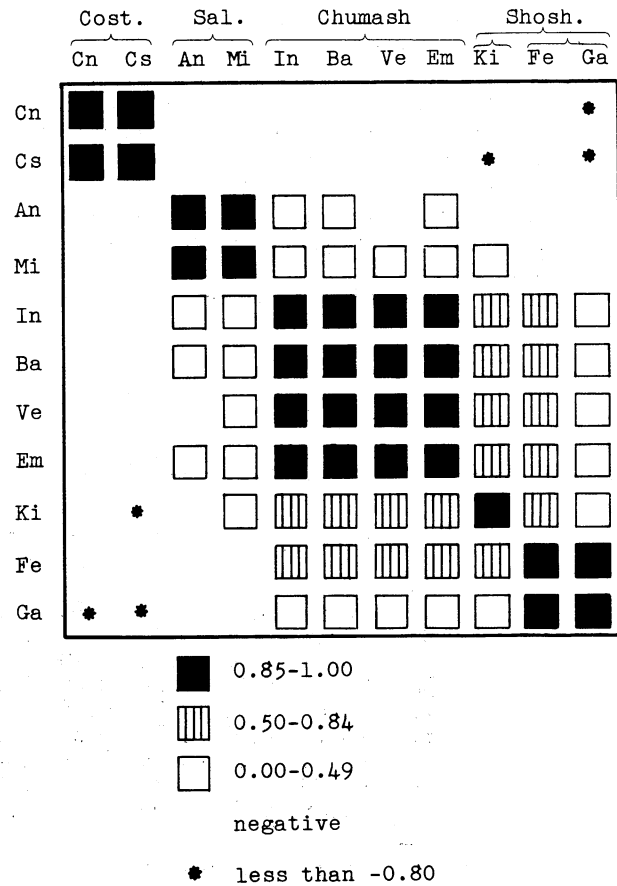 Cost. Sal. Chumash Shosh.
Cn Cs An Mi In Ba Ve Em Ki Fe Ga
Cn
Cs
An
Mi
In
Ba
Ve
Em
Ki
Fe
Ga
0.85-1.00
0.50-0.84
0.00-0.49
negative
less than -0.80